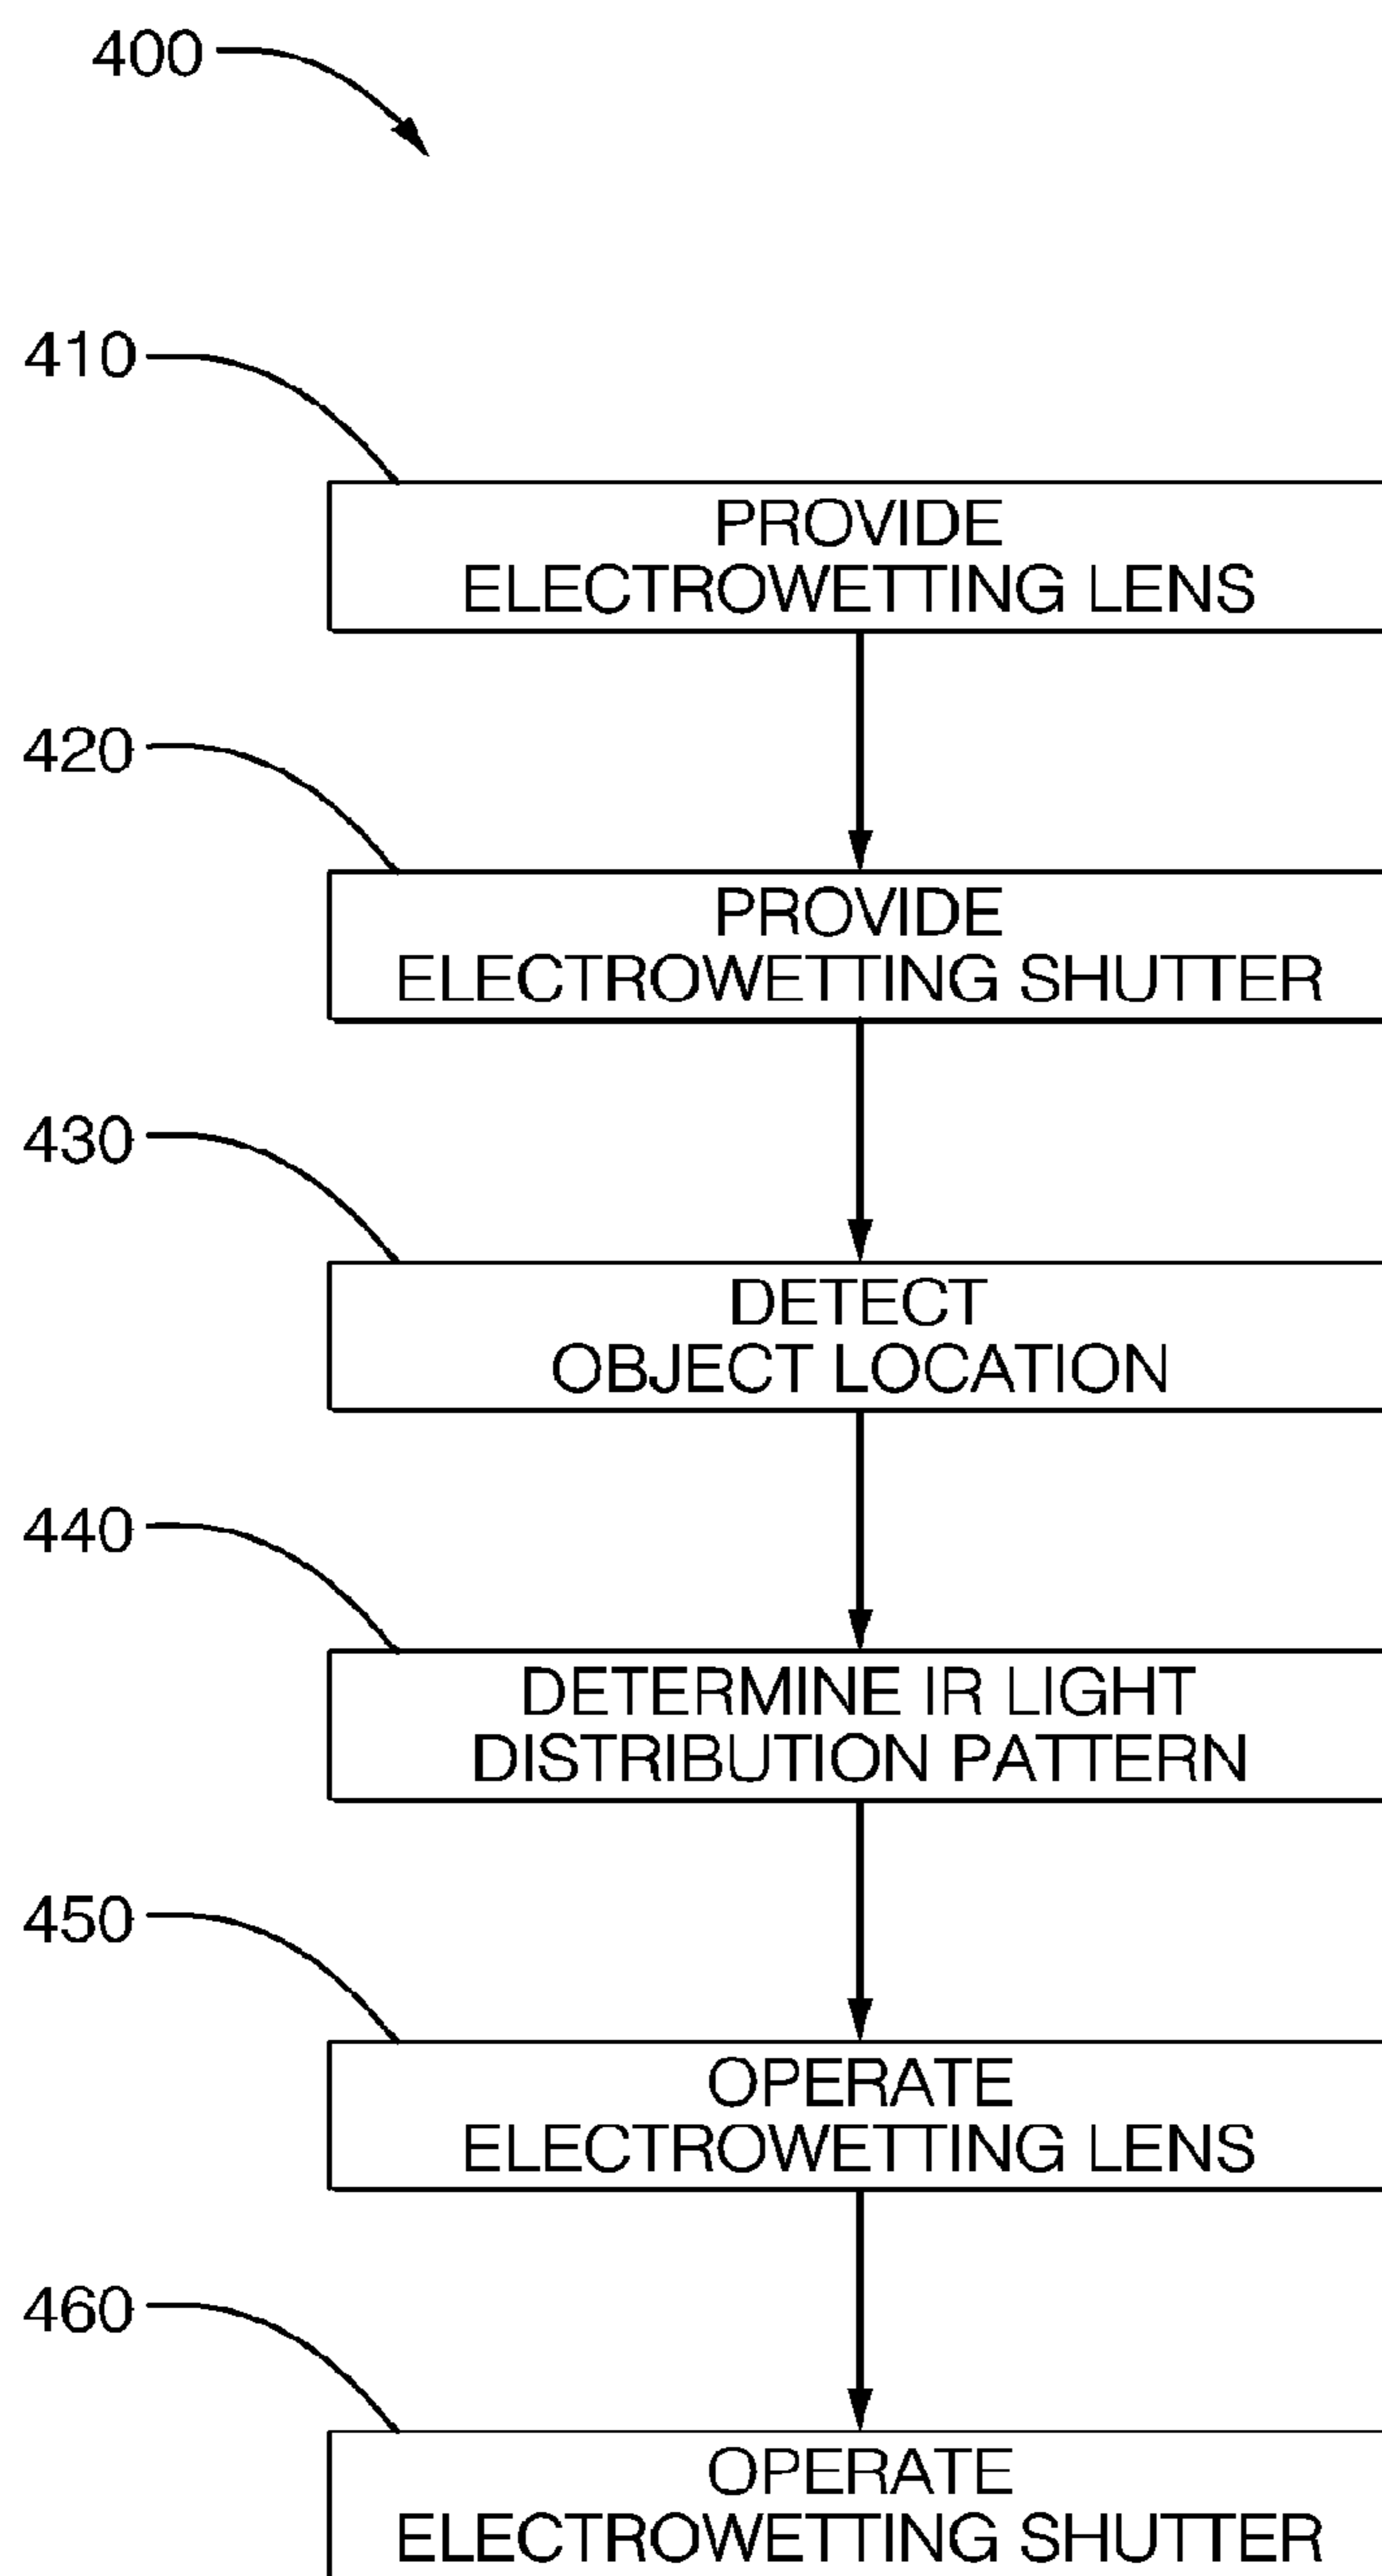 400
410
PROVIDE
ELECTROWETTING LENS
420
PROVIDE
ELECTROWETTING SHUTTER
430
DETECT
OBJECT LOCATION
440
DETERMINE IR LIGHT
DISTRIBUTION PATTERN
450
OPERATE
ELECTROWETTING LENS
460
OPERATE
ELECTROWETTING SHUTTER